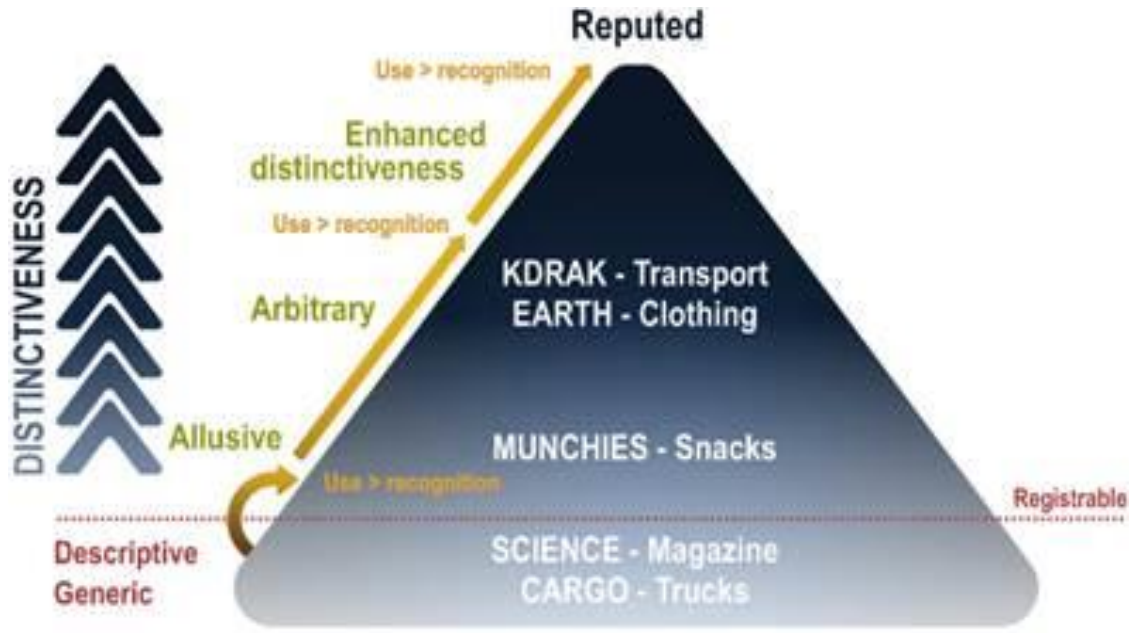 Reputed
Use > recognition
Enhanced
distinctiveness
Use > recognition
KDRAK - Transport
EARTH - Clothing
Arbitrary
DISTINCTIVENESS
Allusive
MUNCHIES - Snacks
Use > recognition
Registrable
Descriptive
Generic
SCIENCE - Magazine
CARGO - Trucks